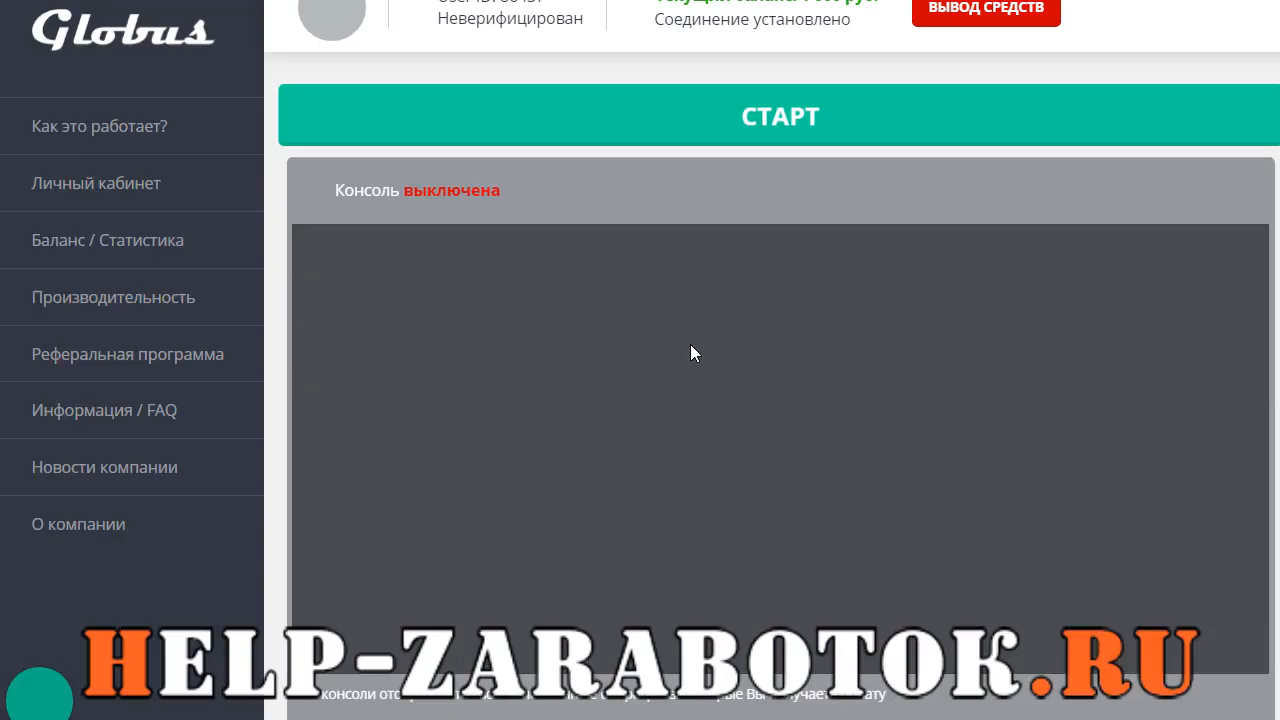 Globus
Неверифицирован
Соединение установлено
ВЫВОД СРЕДСТВ
Как это работает?
Личный кабинет
Баланс / Статистика
Производительность
Реферальная программа
Информация / FAQ
Новости компании
О компании
СТАРТ
Консоль выключена
консоли
HELP-ZARABOTOK.RU